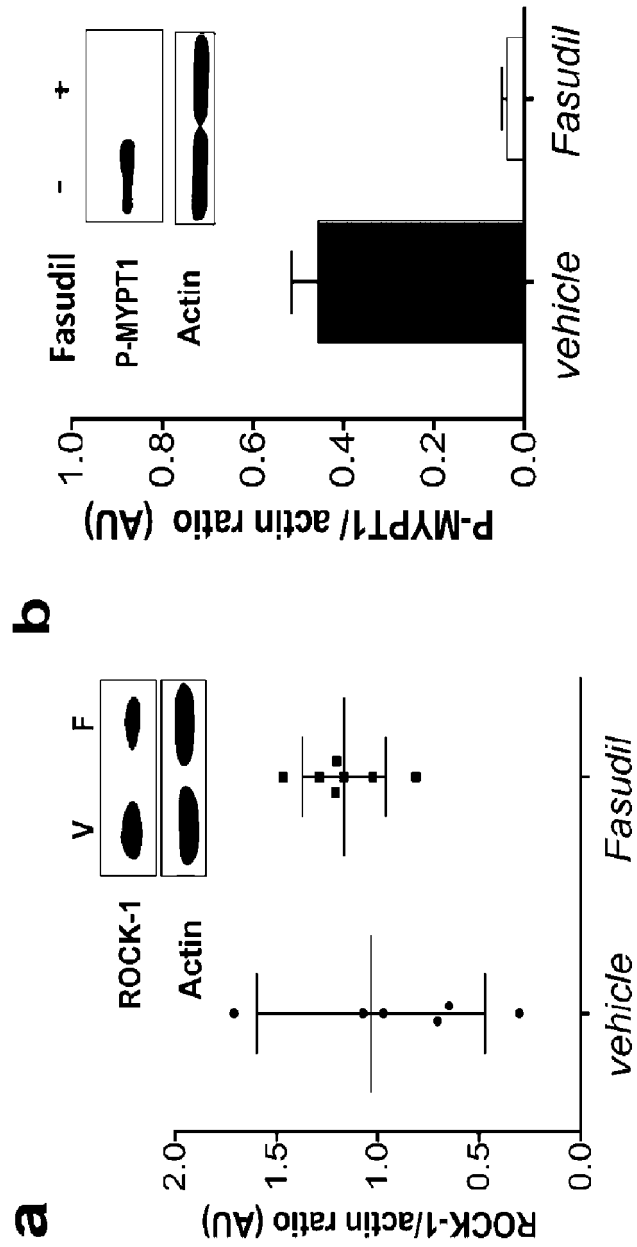 a
ROCK-1/actin ratio (AU)
2.0
1.5
1.0
0.5
0
V F
ROCK-1
Actin
vehicle Fasudil
b
P-MYPT1/ actin ratio (AU)
1.0
0.8
0.6
0.4
0.2
0.0
Fasudil - +
P-MYPT1
Actin
vehicle Fasudil